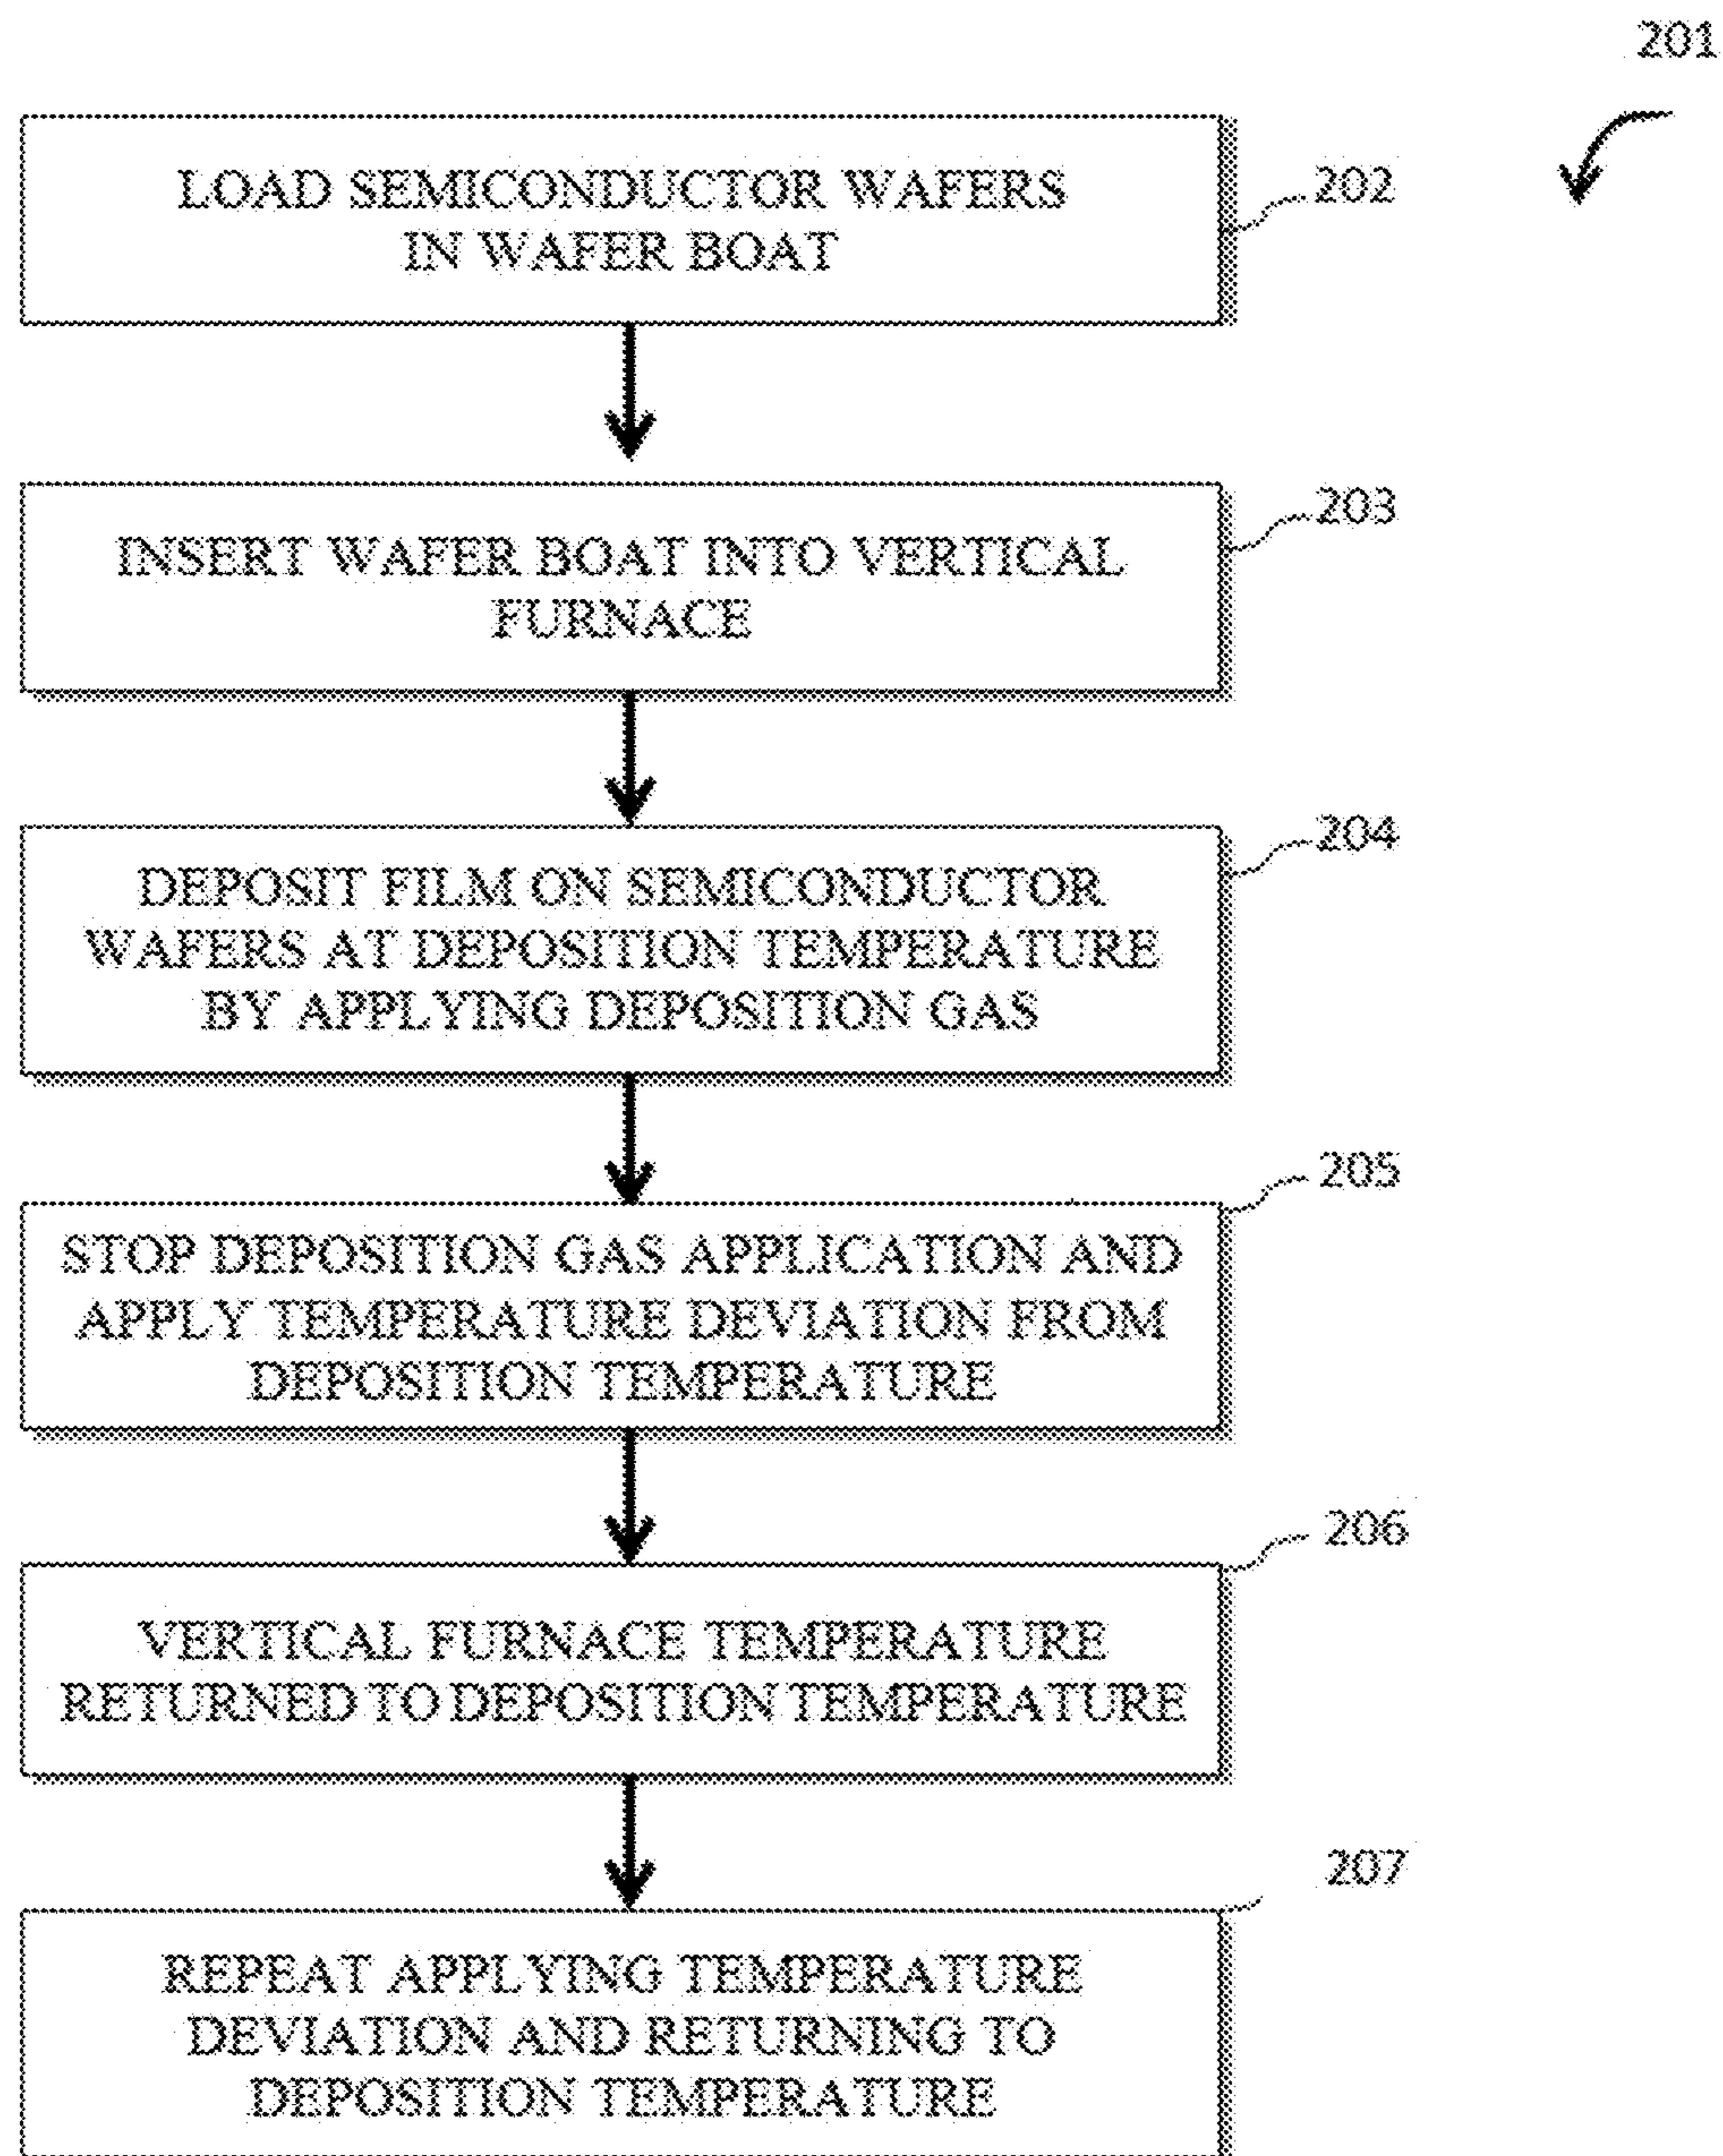 201
LOAD SEMICONDUCTOR WAFERS
IN WAFER BOAT
202
INSERT WAFER BOAT INTO VERTICAL
FURNACE
203
DEPOSIT FILM ON SEMICONDUCTOR
WAFERS AT DEPOSITION TEMPERATURE
BY APPLYING DEPOSITION GAS
204
STOP DEPOSITION GAS APPLICATION AND
APPLY TEMPERATURE DEVIATION FROM
DEPOSITION TEMPERATURE
205
VERTICAL FURNACE TEMPERATURE
RETURNED TO DEPOSITION TEMPERATURE
206
REPEAT APPLYING TEMPERATURE
DEVIATION AND RETURNING TO
DEPOSITION TEMPERATURE
207